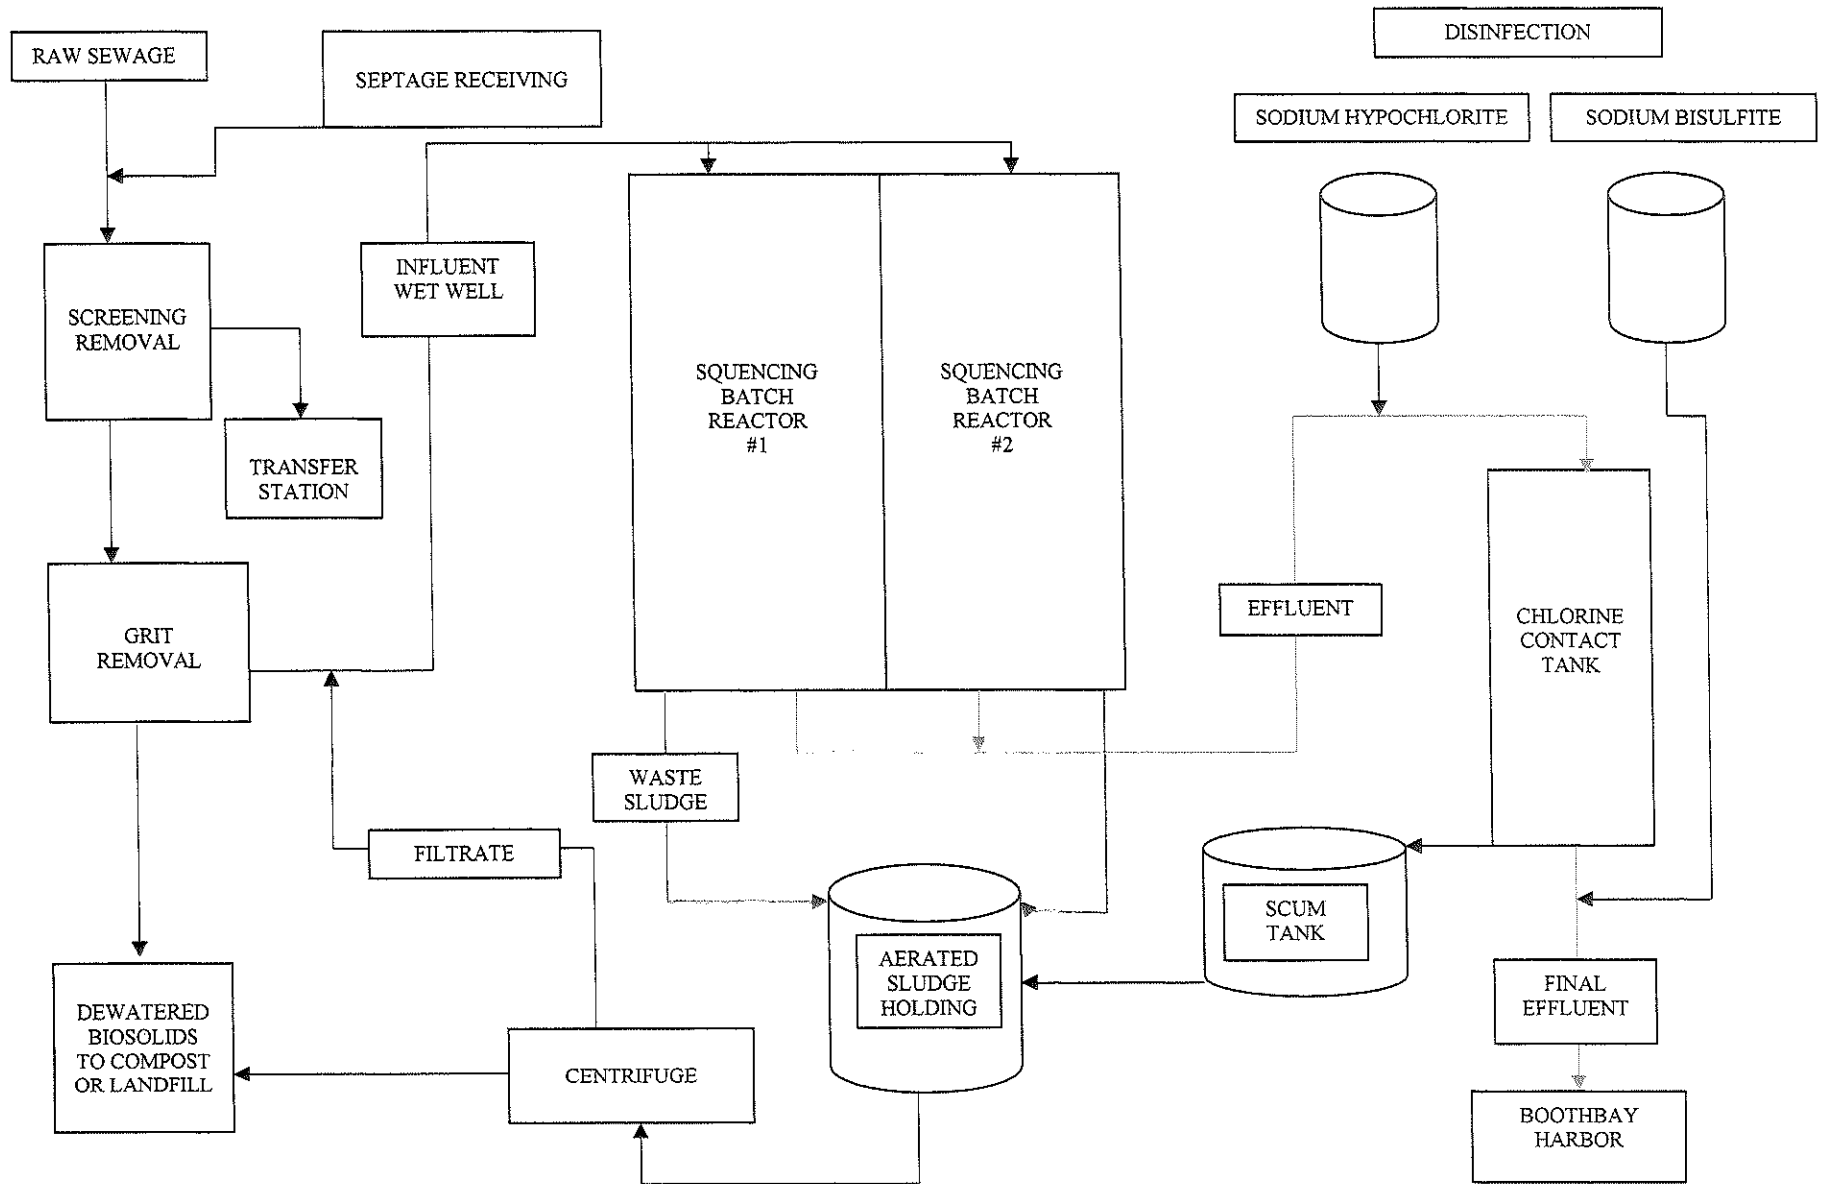 RAW SEWAGE
SEPTAGE RECEIVING
DISINFECTION
SODIUM HYPOCHLORITE
SODIUM BISULFITE
INFLUENT
WET WELL
SCREENING
REMOVAL
TRANSFER
STATION
SQUENCING
BATCH
REACTOR
#1
SQUENCING
BATCH
REACTOR
#2
GRIT
REMOVAL
EFFLUENT
CHLORINE
CONTACT
TANK
WASTE
SLUDGE
FILTRATE
AERATED
SLUDGE
HOLDING
SCUM
TANK
FINAL
EFFLUENT
DEWATERED
BIOSOLIDS
TO COMPOST
OR LANDFILL
CENTRIFUGE
BOOTHBAY
HARBOR